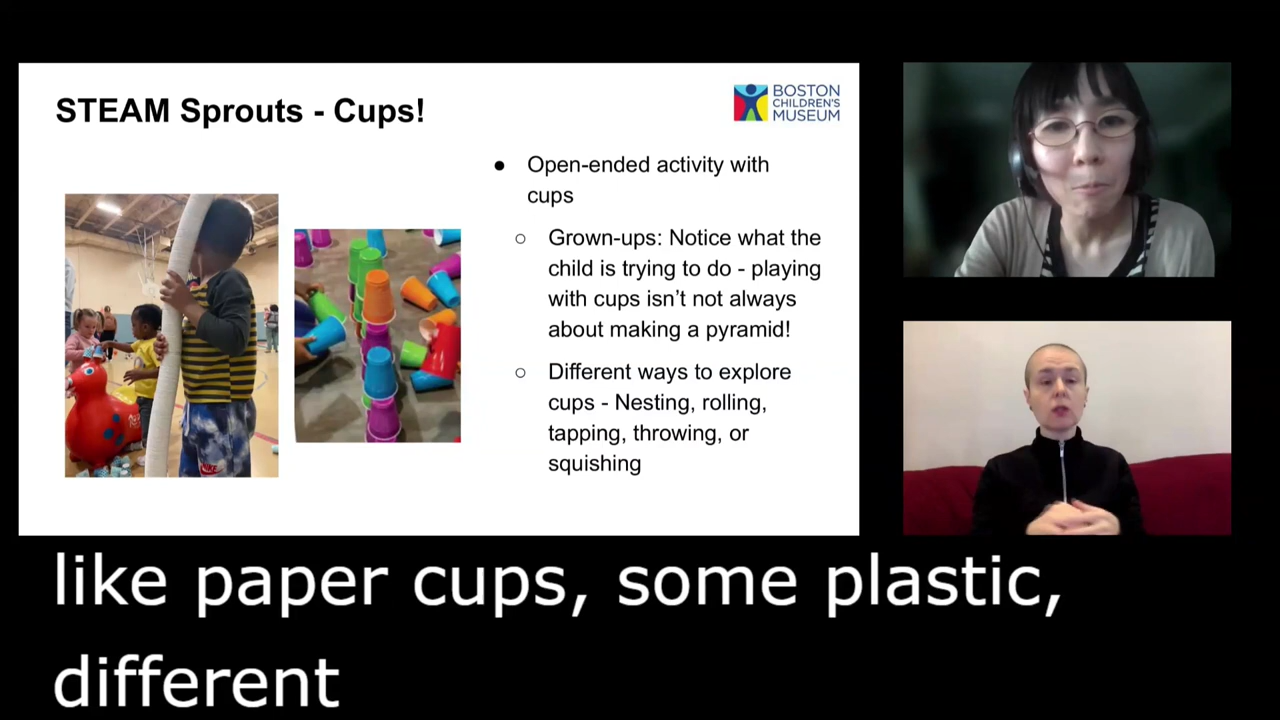 STEAM Sprouts - Cups!
BOSTON
CHILDREN'S
MUSEUM
● Open-ended activity with
cups
○ Grown-ups: Notice what the
child is trying to do - playing
with cups isn’t not always
about making a pyramid!
○ Different ways to explore
cups - Nesting, rolling,
tapping, throwing, or
squishing
like paper cups, some plastic,
different